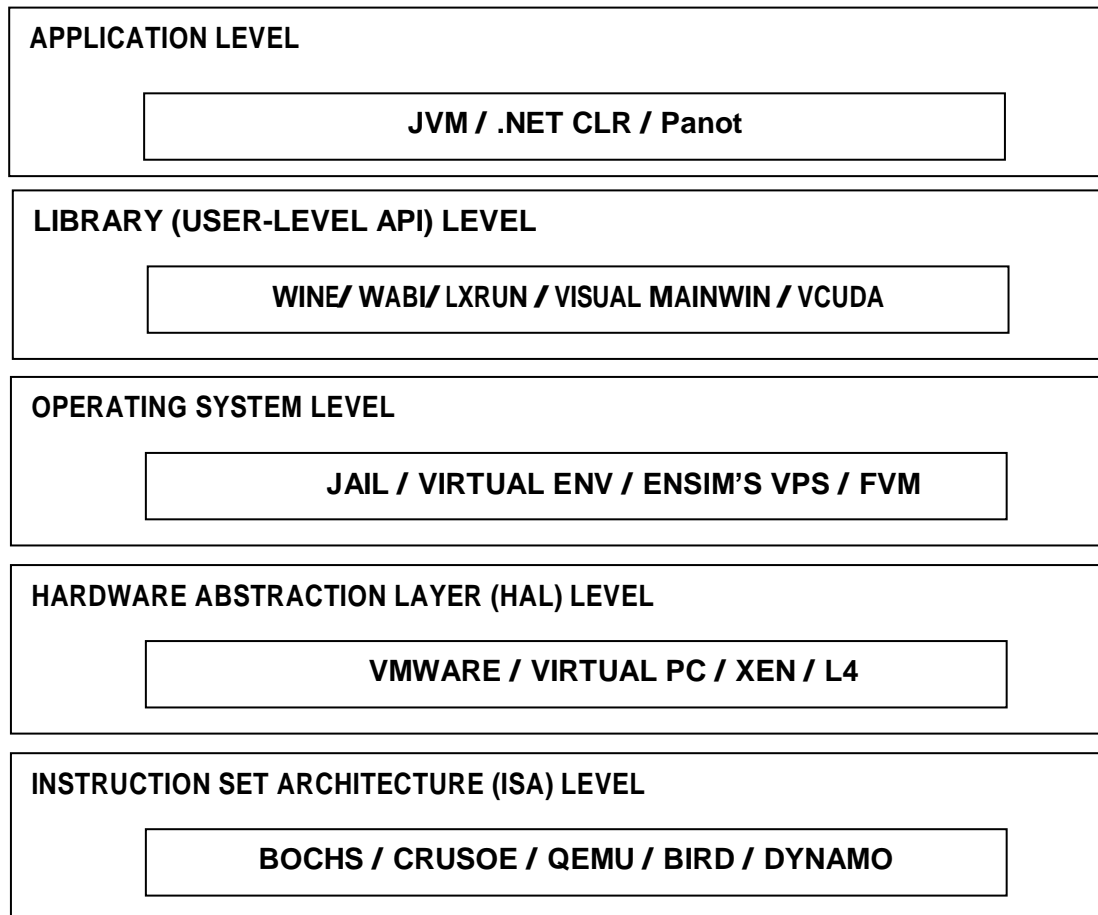 APPLICATION LEVEL
JVM / .NET CLR / Panot
LIBRARY (USER-LEVEL API) LEVEL
WINE/ WABI/ LXRUN / VISUAL MAINWIN / VCUDA
OPERATING SYSTEM LEVEL
JAIL / VIRTUAL ENV / ENSIM’S VPS / FVM
HARDWARE ABSTRACTION LAYER (HAL) LEVEL
VMWARE / VIRTUAL PC / XEN / L4
INSTRUCTION SET ARCHITECTURE (ISA) LEVEL
BOCHS / CRUSOE / QEMU / BIRD / DYNAMO